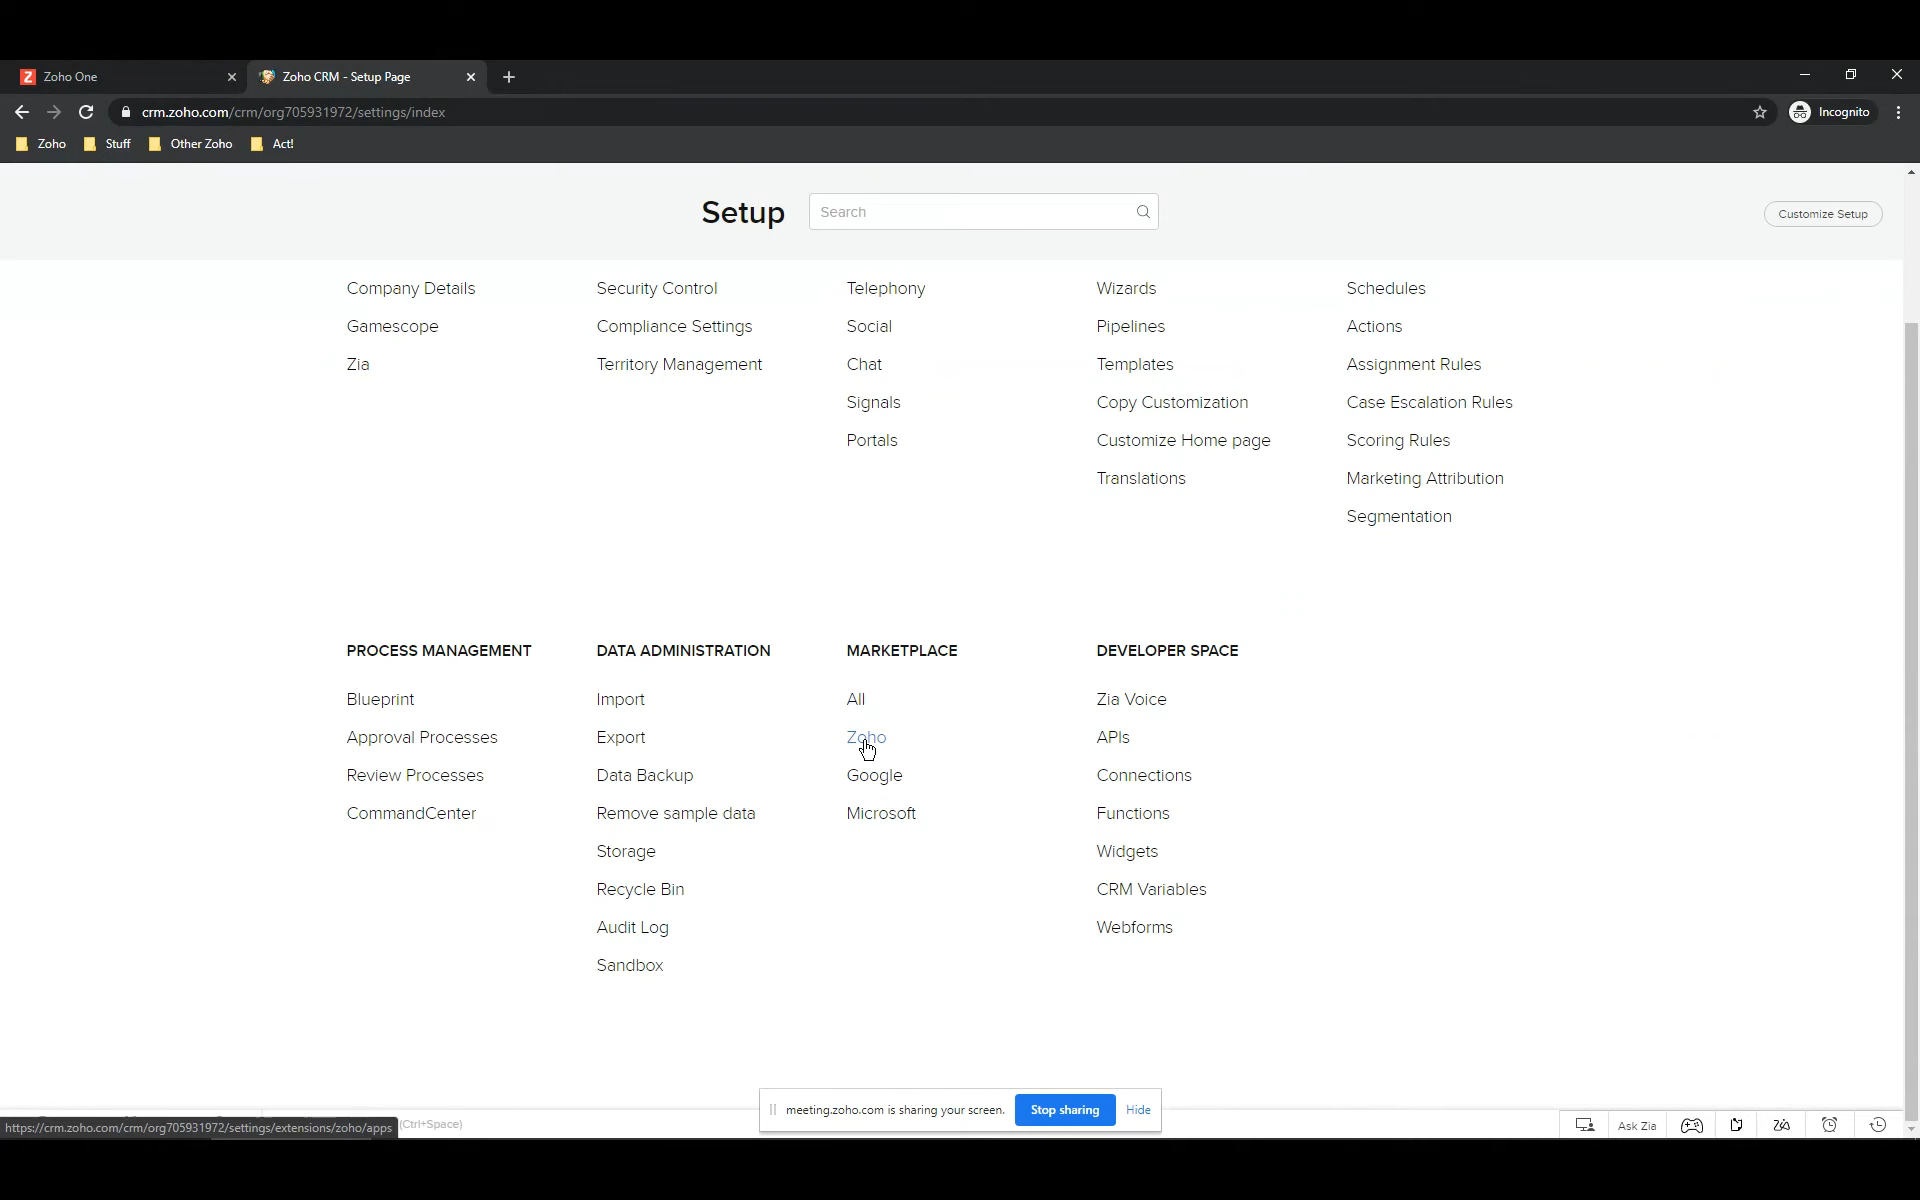 Zoho One
Zoho CRM - Setup Page
crm.zoho.com/crm/org705931972/settings/index
Incognito
Zoho
Stuff
Other Zoho
Act!
Setup
Search
Customize Setup
Company Details
Security Control
Telephony
Wizards
Schedules
Gamescope
Compliance Settings
Social
Pipelines
Actions
Zia
Territory Management
Chat
Templates
Assignment Rules
Signals
Copy Customization
Case Escalation Rules
Portals
Customize Home page
Scoring Rules
Translations
Marketing Attribution
Segmentation
PROCESS MANAGEMENT
DATA ADMINISTRATION
MARKETPLACE
DEVELOPER SPACE
Blueprint
Import
All
Zia Voice
Approval Processes
Export
Zoho
APIs
Review Processes
Data Backup
Google
Connections
CommandCenter
Remove sample data
Microsoft
Functions
Storage
Widgets
Recycle Bin
CRM Variables
Audit Log
Webforms
Sandbox
meeting.zoho.com is sharing your screen.
Stop sharing
Hide
https://crm.zoho.com/crm/org705931972/settings/extensions/zoho/apps
(Ctrl+Space)
Ask Zia